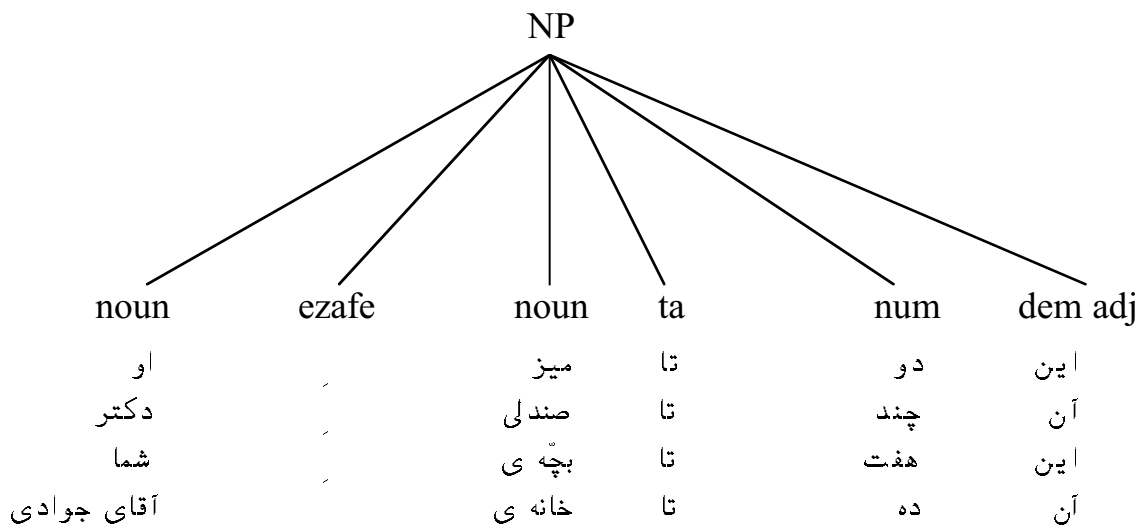 NP
noun ezafe noun ta num dem adj
این دو تا میز ِ او
آن چند تا صندلی ِ دکتر
این هفت تا بچّه ی ِ شما
آن ده تا خانه ی آقای جوادی